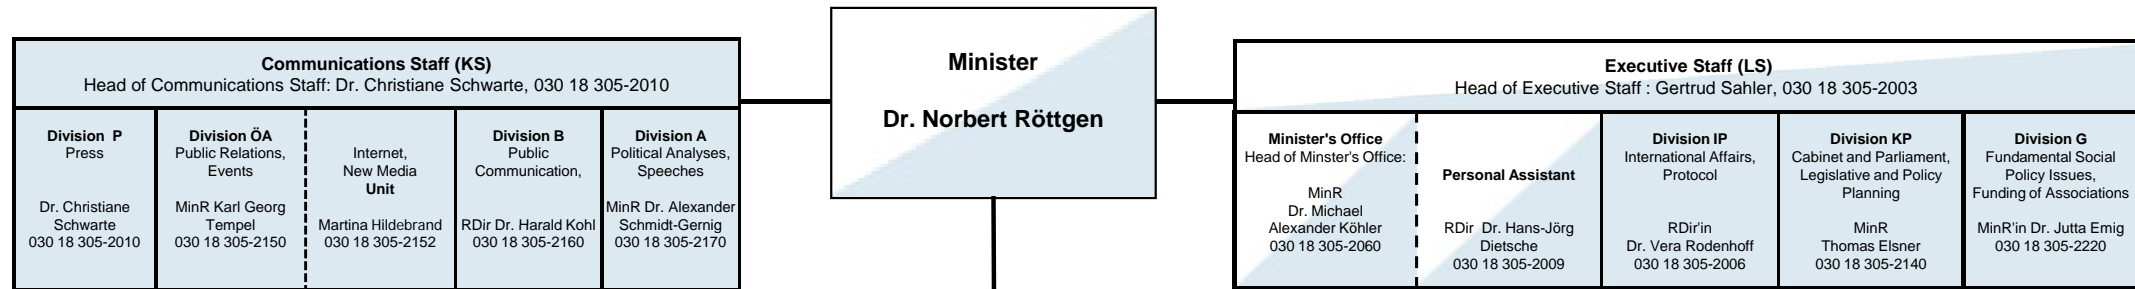 Communications Staff (KS)
Head of Communications Staff: Dr. Christiane Schwarte, 030 18 305-2010
Division P
Press
Dr. Christiane
Schwarte
030 18 305-2010
Division ÖA
Public Relations,
Events
MinR Karl Georg
Tempel
030 18 305-2150
Internet,
New Media
Unit
Martina Hildebrand
030 18 305-2152
Division B
Public
Communication,
RDir Dr. Harald Kohl
030 18 305-2160
Division A
Political Analyses,
Speeches
MinR Dr. Alexander
Schmidt-Gernig
030 18 305-2170
Minister
Dr. Norbert Röttgen
Executive Staff (LS)
Head of Executive Staff : Gertrud Sahler, 030 18 305-2003
Minister's Office
Head of Minster's Office:
MinR
Dr. Michael
Alexander Köhler
030 18 305-2060
Personal Assistant
RDir Dr. Hans-Jörg
Dietsche
030 18 305-2009
Division IP
International Affairs,
Protocol
RDir'in
Dr. Vera Rodenhoff
030 18 305-2006
Division KP
Cabinet and Parliament,
Legislative and Policy
Planning
MinR
Thomas Elsner
030 18 305-2140
Division G
Fundamental Social
Policy Issues,
Funding of Associations
MinR'in Dr. Jutta Emig
030 18 305-2220